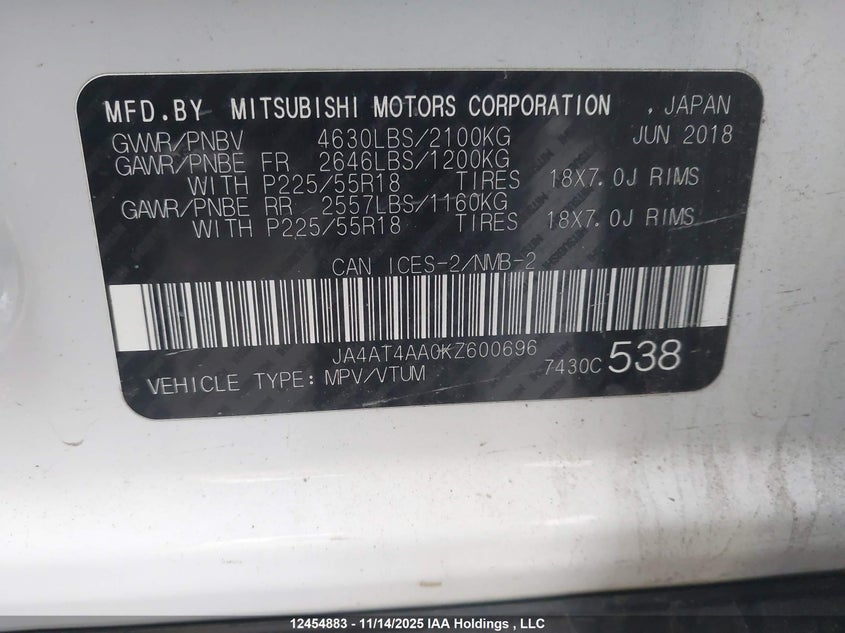 MFD.BY MITSUBISHI MOTORS CORPORATION , JAPAN
GVWR/PNBV 4630LBS/2100KG JUN 2018
GAWR/PNBE FR 2646LBS/1200KG
WITH P225/55R18 TIRES 18X7.0J RIMS
GAWR/PNBE RR 2557LBS/1160KG
WITH P225/55R18 TIRES 18X7.0J RIMS
CAN ICES-2/NMB-2
JA4AT4AA0KZ600696
VEHICLE TYPE: MPV/VTUM 7430C 538
12454883 - 11/14/2025 IAA Holdings , LLC